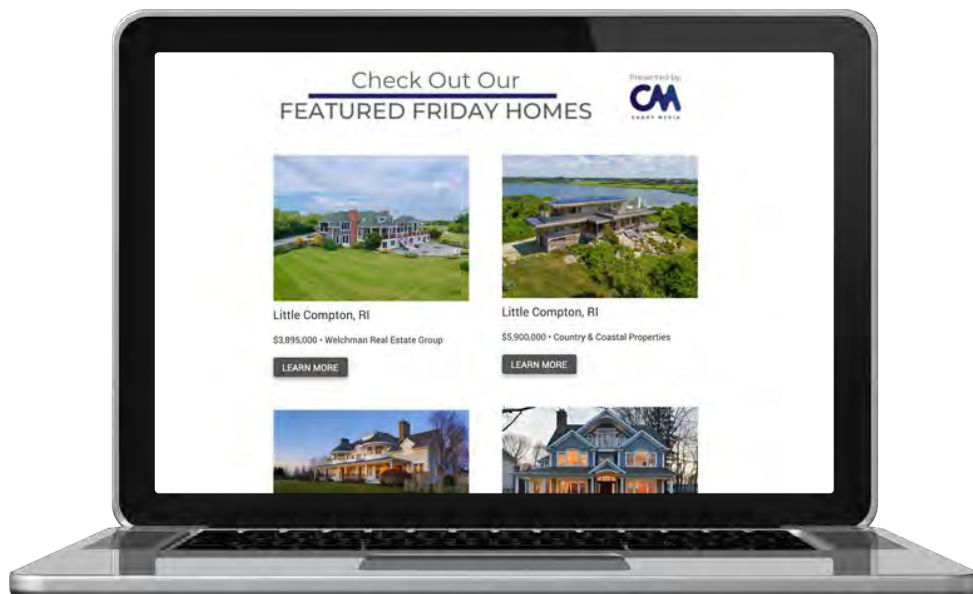 Check Out Our
FEATURED FRIDAY HOMES
Presented by:
CM
Little Compton, RI
$3,895,000 • Welchman Real Estate Group
LEARN MORE
Little Compton, RI
$5,900,000 • Country & Coastal Properties
LEARN MORE